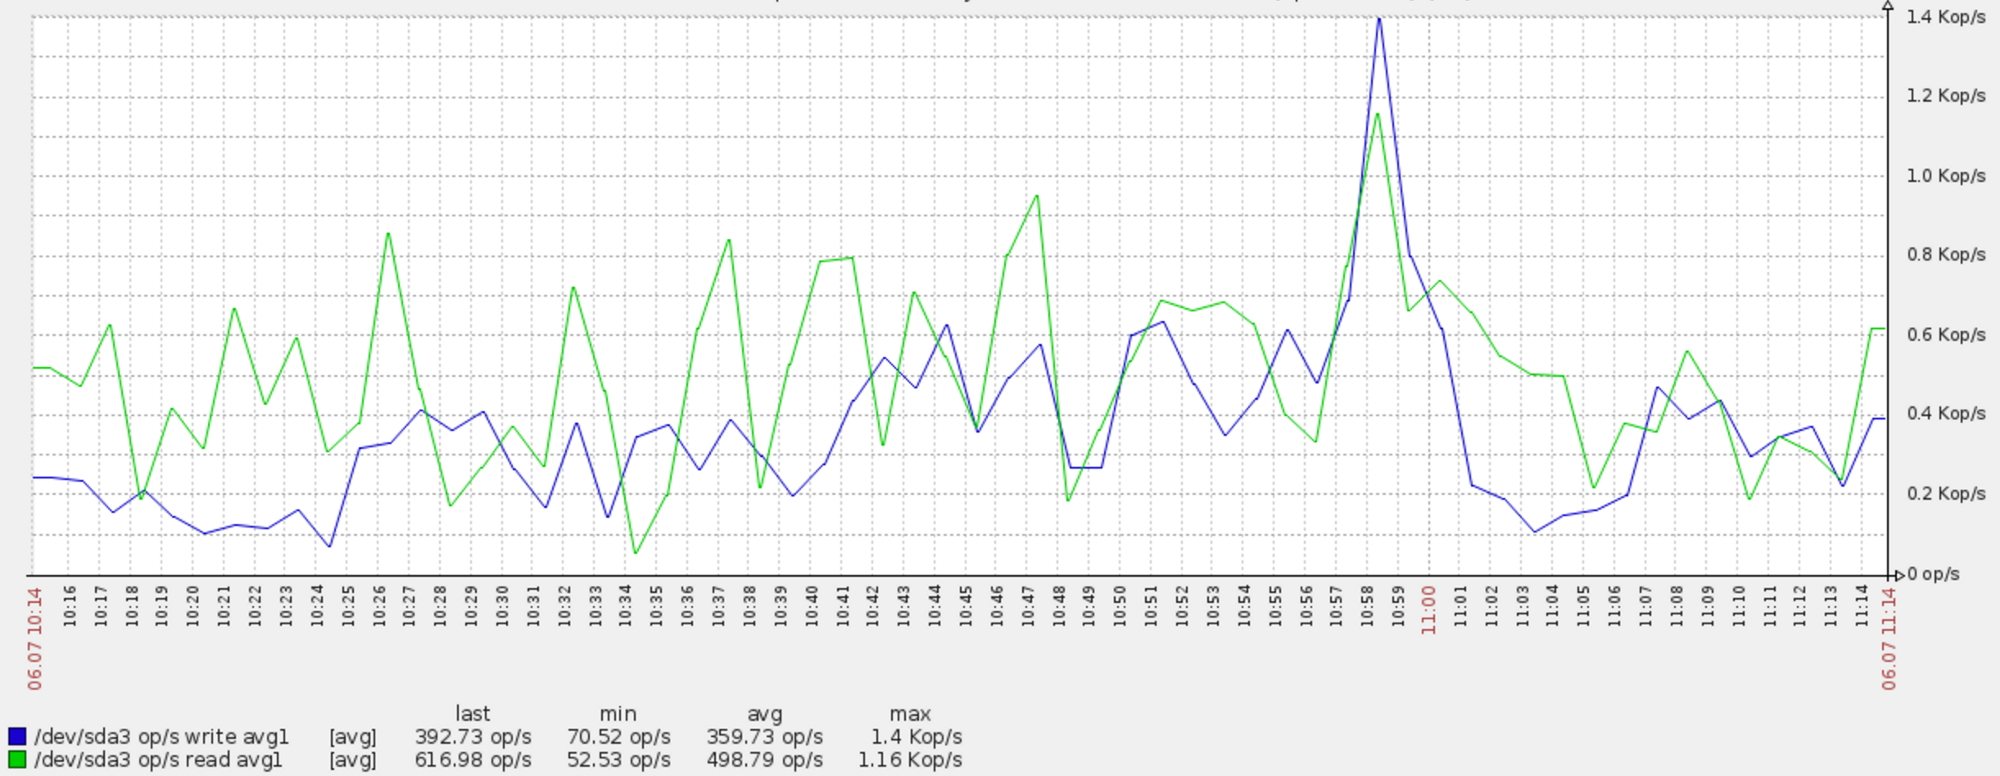 1.4 Kop/s
1.2 Kop/s
1.0 Kop/s
0.8 Kop/s
0.6 Kop/s
0.4 Kop/s
0.2 Kop/s
0 op/s
06.07 10:14 10:16 10:17 10:18 10:19 10:20 10:21 10:22 10:23 10:24 10:25 10:26 10:27 10:28 10:29 10:30 10:31 10:32 10:33 10:34 10:35 10:36 10:37 10:38 10:39 10:40 10:41 10:42 10:43 10:44 10:45 10:46 10:47 10:48 10:49 10:50 10:51 10:52 10:53 10:54 10:55 10:56 10:57 10:58 10:59 11:00 11:01 11:02 11:03 11:04 11:05 11:06 11:07 11:08 11:09 11:10 11:11 11:12 11:13 11:14 06.07 11:14
last min avg max
/dev/sda3 op/s write avg1 [avg] 392.73 op/s 70.52 op/s 359.73 op/s 1.4 Kop/s
/dev/sda3 op/s read avg1 [avg] 616.98 op/s 52.53 op/s 498.79 op/s 1.16 Kop/s